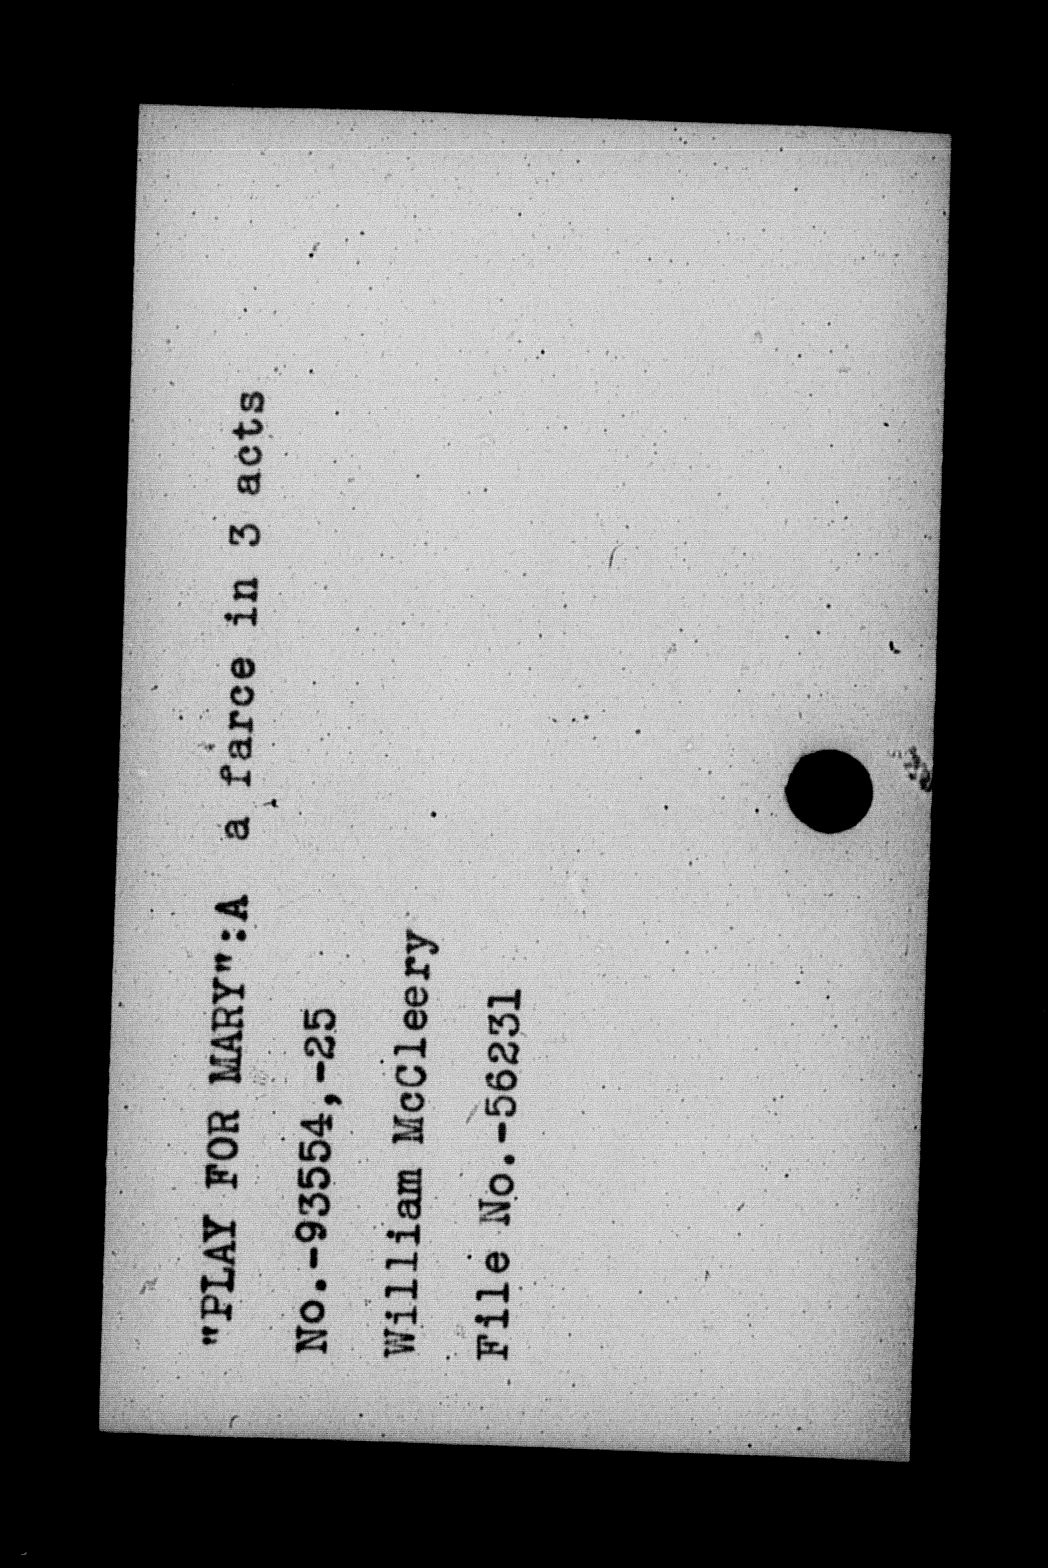 "PLAY FOR MARY":A a farce in 3 acts
No.-93554,-25
William McCleery
File No.-56231